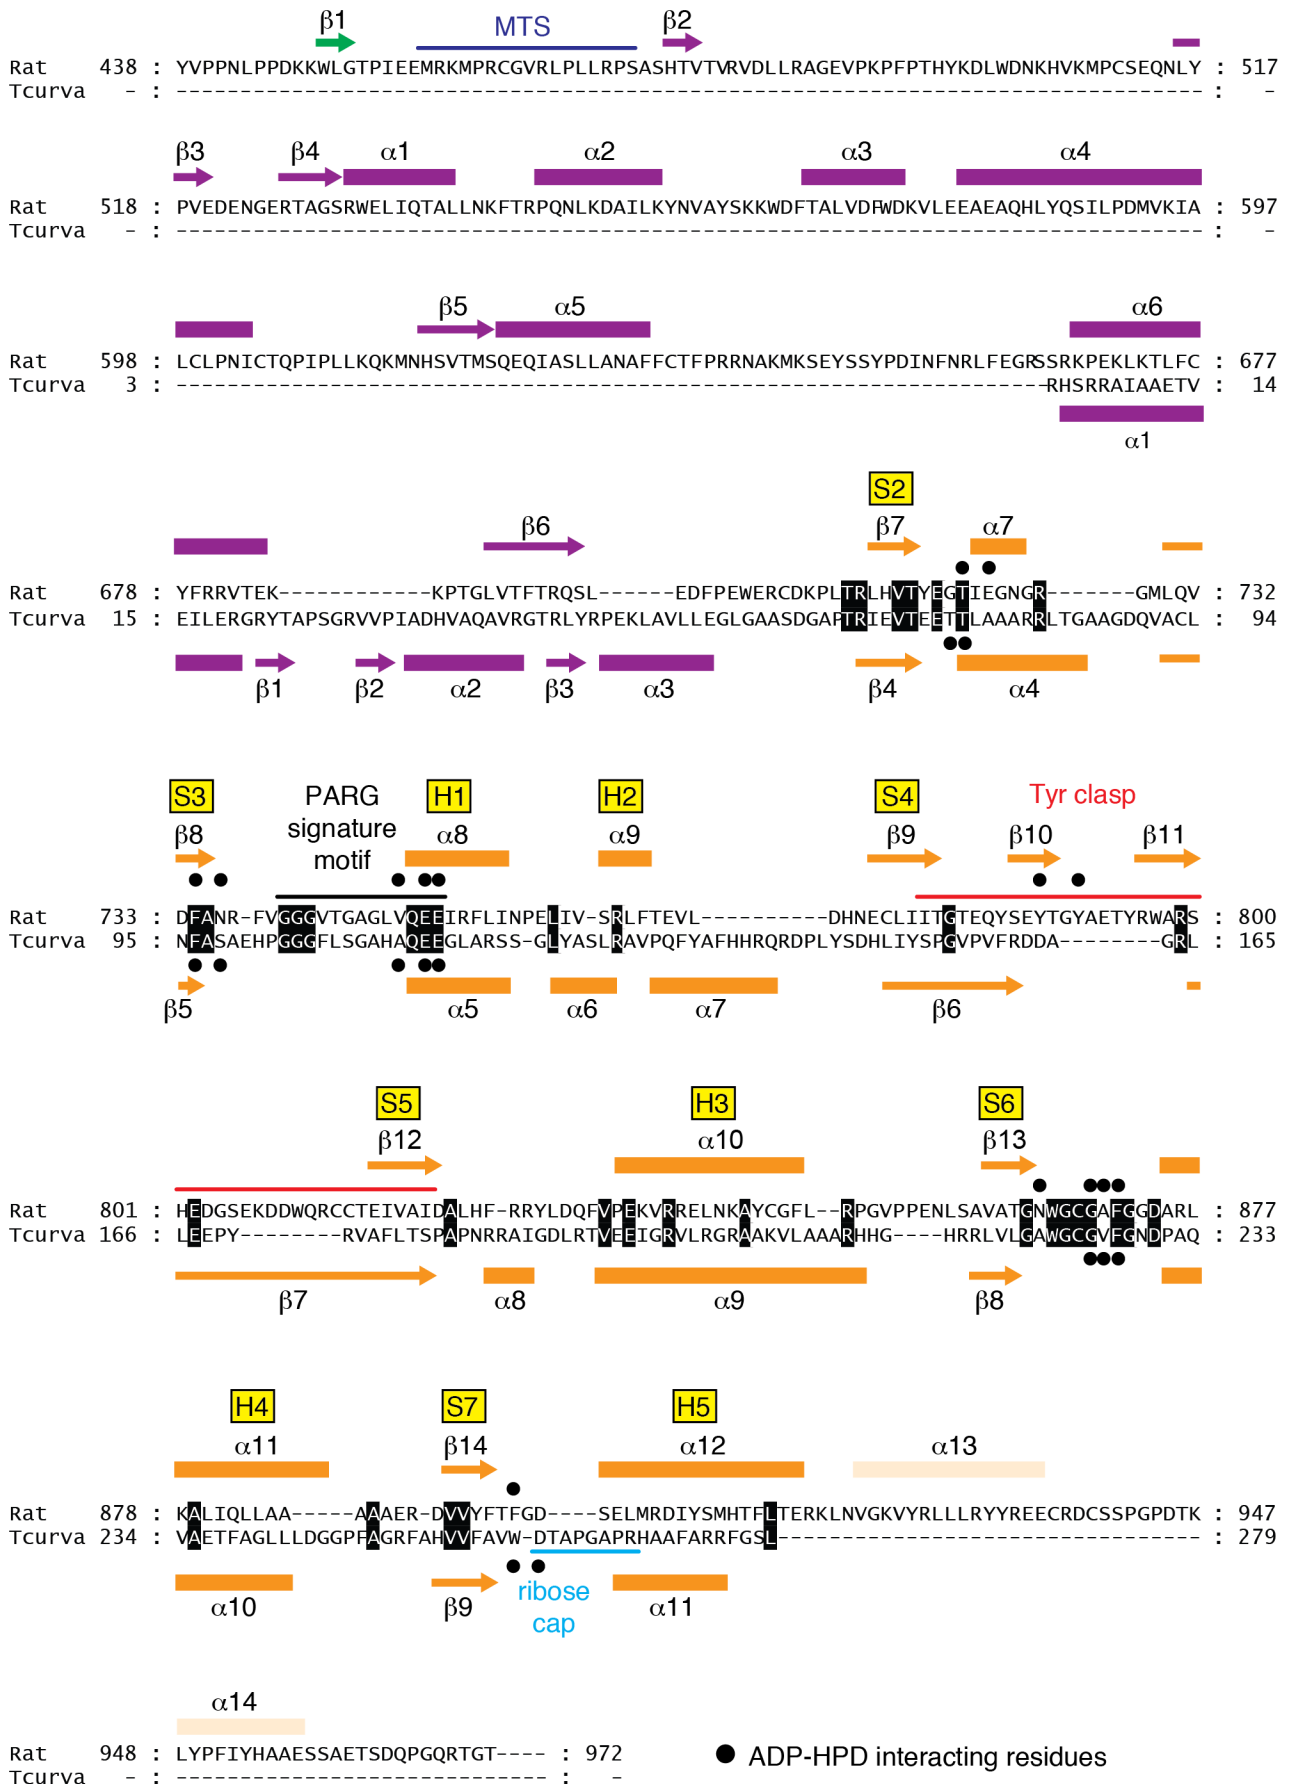 β1 MTS β2
Rat 438 : YVPPNLPPDKKWLGTPIEEMRKMPRCGVRLPLLRPSASHTVTVRVDLLRAGEVPKPFPTHYKDLWDNKHVKMPCSEQNLY : 517
Tcurva - : -------------------------------------------------------------------------------- : -
β3 β4 α1 α2 α3 α4
Rat 518 : PVEDENGERTAGSRWELIQTALLNKFTRPQNLKDAILKYNVAYSKKWDFTALVDFWDKVLEEAEAQHLYQSILPDMVKIA : 597
Tcurva - : -------------------------------------------------------------------------------- : -
β5 α5 α6
Rat 598 : LCLPNICTQPIPLLKQKMNHSVTMSQEQIASLLANAFFCTFPRRNAKMKSEYSSYPDINFNRLFEGRSSRKPEKLKTLFC : 677
Tcurva 3 : --------------------------------------------------------------------RHSRRAIAAETV : 14
α1
S2
β6 β7 α7
Rat 678 : YFRRVTEK------------KPTGLVTFTRQSL------EDFPEWERCDKPLTRLHVTYEGTIEGNGR-------GMLQV : 732
Tcurva 15 : EILERGRYTAPSGRVVPIADHVAQAVRGTRLYRPEKLAVLLEGLGAASDGAPTRIEVTEETTLAAARRLTGAAGDQVACL : 94
β1 β2 α2 β3 α3 β4 α4
S3 PARG H1 H2 S4 Tyr clasp
β8 signature α8 α9 β9 β10 β11
motif
Rat 733 : DFANR-FVGGGVTGAGLVQEEIRFLINPELIV-SRLFTEVL----------DHNECLIITGTEQYSEYTGYAETYRWARS : 800
Tcurva 95 : NFASAEHPGGGFLSGAHAQEEGLARSS-GLYASLRAVPQFYAFHHRQRDPLYSDHLIYSPGVPVFRDDA--------GRL : 165
β5 α5 α6 α7 β6
S5 H3 S6
β12 α10 β13
Rat 801 : HEDGSEKDDWQRCCTEIVAIDALHF-RRYLDQFVPEKVRRELNKAYCGFL--RPGVPPENLSAVATGNWGCGAFGGDARL : 877
Tcurva 166 : LEEPY--------RVAFLTSPAPNRRAIGDLRTVEEIGRVLRGRAAKVLAAARHHG----HRRLVLGAWGCGVFGNDPAQ : 233
β7 α8 α9 β8
H4 S7 H5
α11 β14 α12 α13
Rat 878 : KALIQLLAA-----AAAER-DVVYFTFGD----SELMRDIYSMHTFLTERKLNVGKVYRLLLRYYREECRDCSSPGPDTK : 947
Tcurva 234 : VAETFAGLLLDGGPFAGRFAHVVFAVW-DTAPGAPRHAAFARRFGSL--------------------------------- : 279
α10 β9 ribose α11
cap
α14
Rat 948 : LYPFIYHAAESSAETSDQPGQRTGT---- : 972
Tcurva - : ----------------------------- : -
● ADP-HPD interacting residues